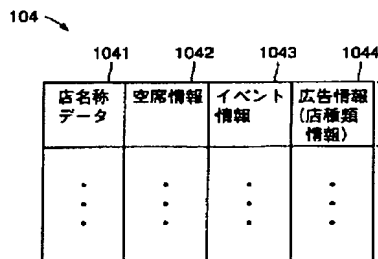 104
1041 1042 1043 1044
店名称 空席情報 イベント 広告情報
データ 情報 (店種類
情報)